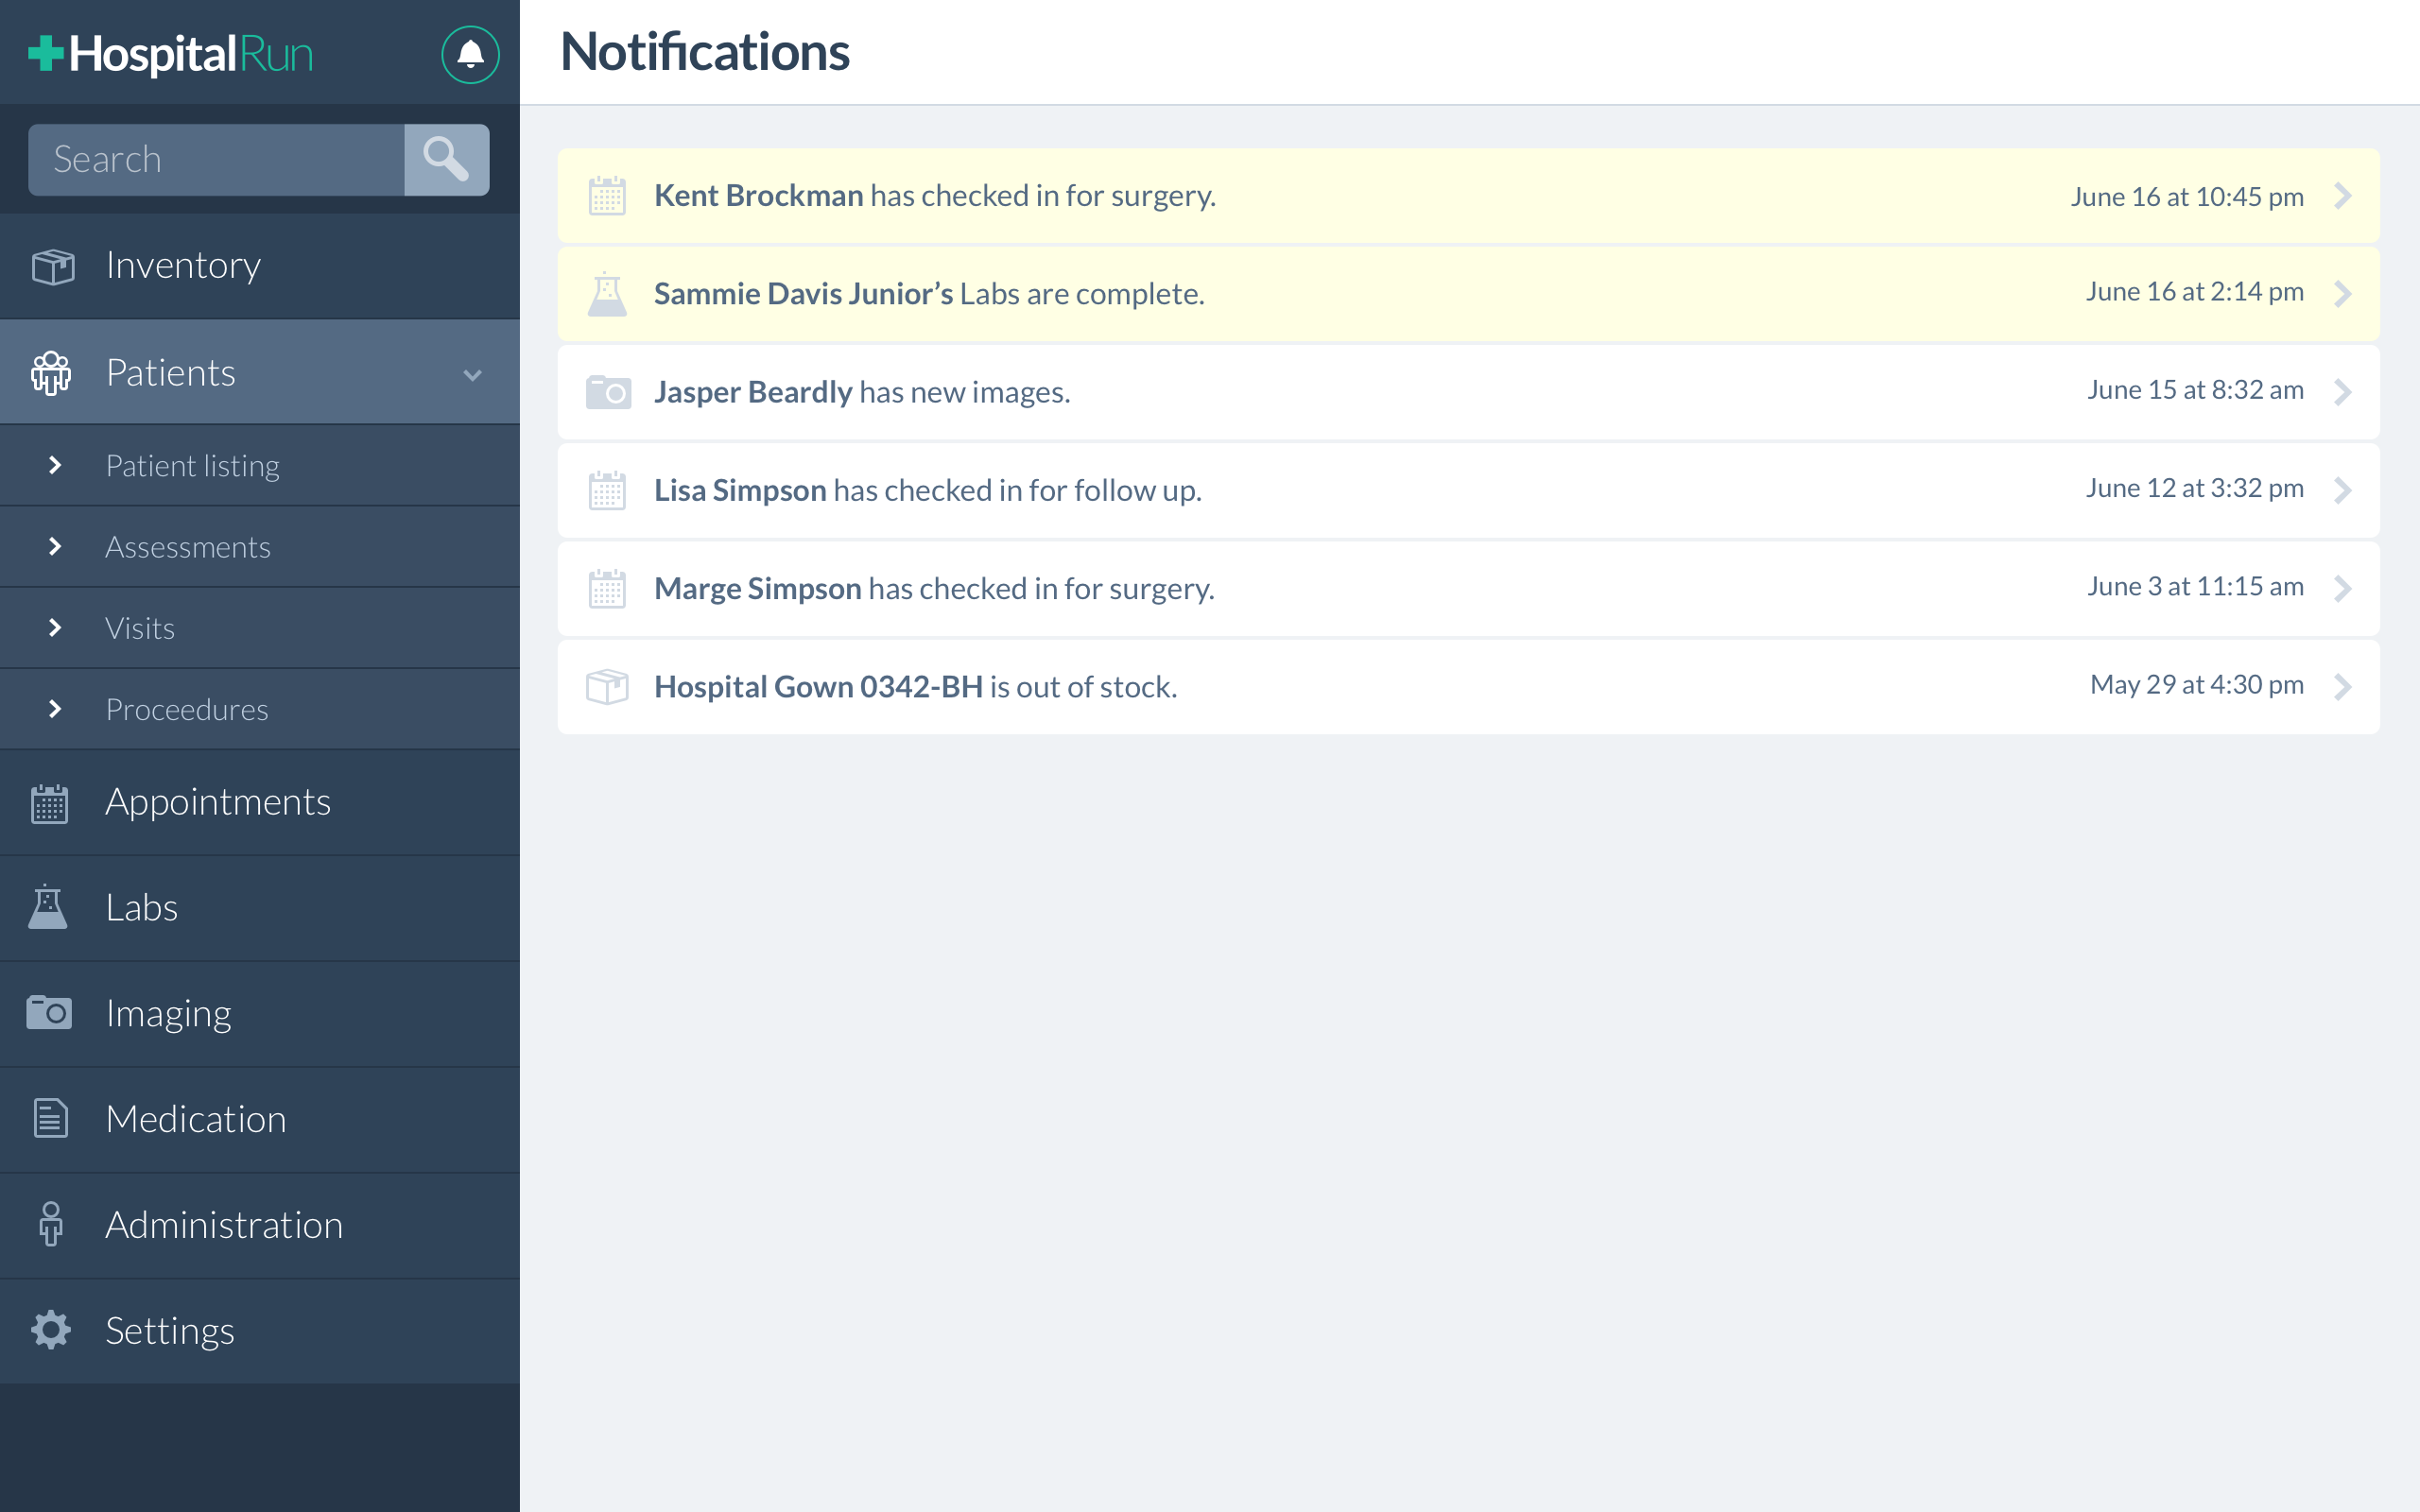 HospitalRun
Search
Inventory
Patients
Patient listing
Assessments
Visits
Proceedures
Appointments
Labs
Imaging
Medication
Administration
Settings
Notifications
Kent Brockman has checked in for surgery. June 16 at 10:45 pm
Sammie Davis Junior’s Labs are complete. June 16 at 2:14 pm
Jasper Beardly has new images. June 15 at 8:32 am
Lisa Simpson has checked in for follow up. June 12 at 3:32 pm
Marge Simpson has checked in for surgery. June 3 at 11:15 am
Hospital Gown 0342-BH is out of stock. May 29 at 4:30 pm